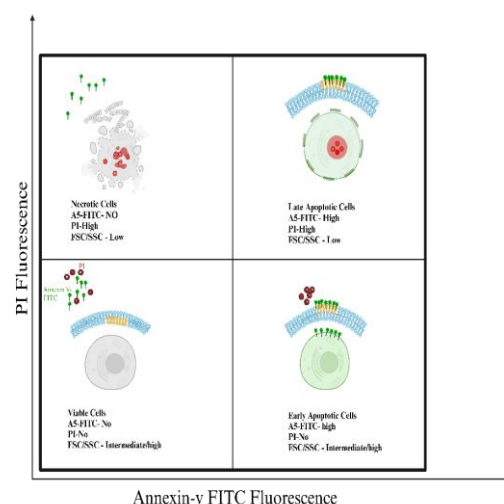 PI Fluorescence
Necrotic Cells
A5-FITC- NO
PI-High
FSC/SSC - Low
Late Apoptotic Cells
A5-FITC- High
PI-High
FSC/SSC - Low
PI
Annexin V-
FITC
Viable Cells
A5-FITC- No
PI-No
FSC/SSC - Intermediate/high
Early Apoptotic Cells
A5-FITC- high
PI-No
FSC/SSC - Intermediate/high
Annexin-v FITC Fluorescence